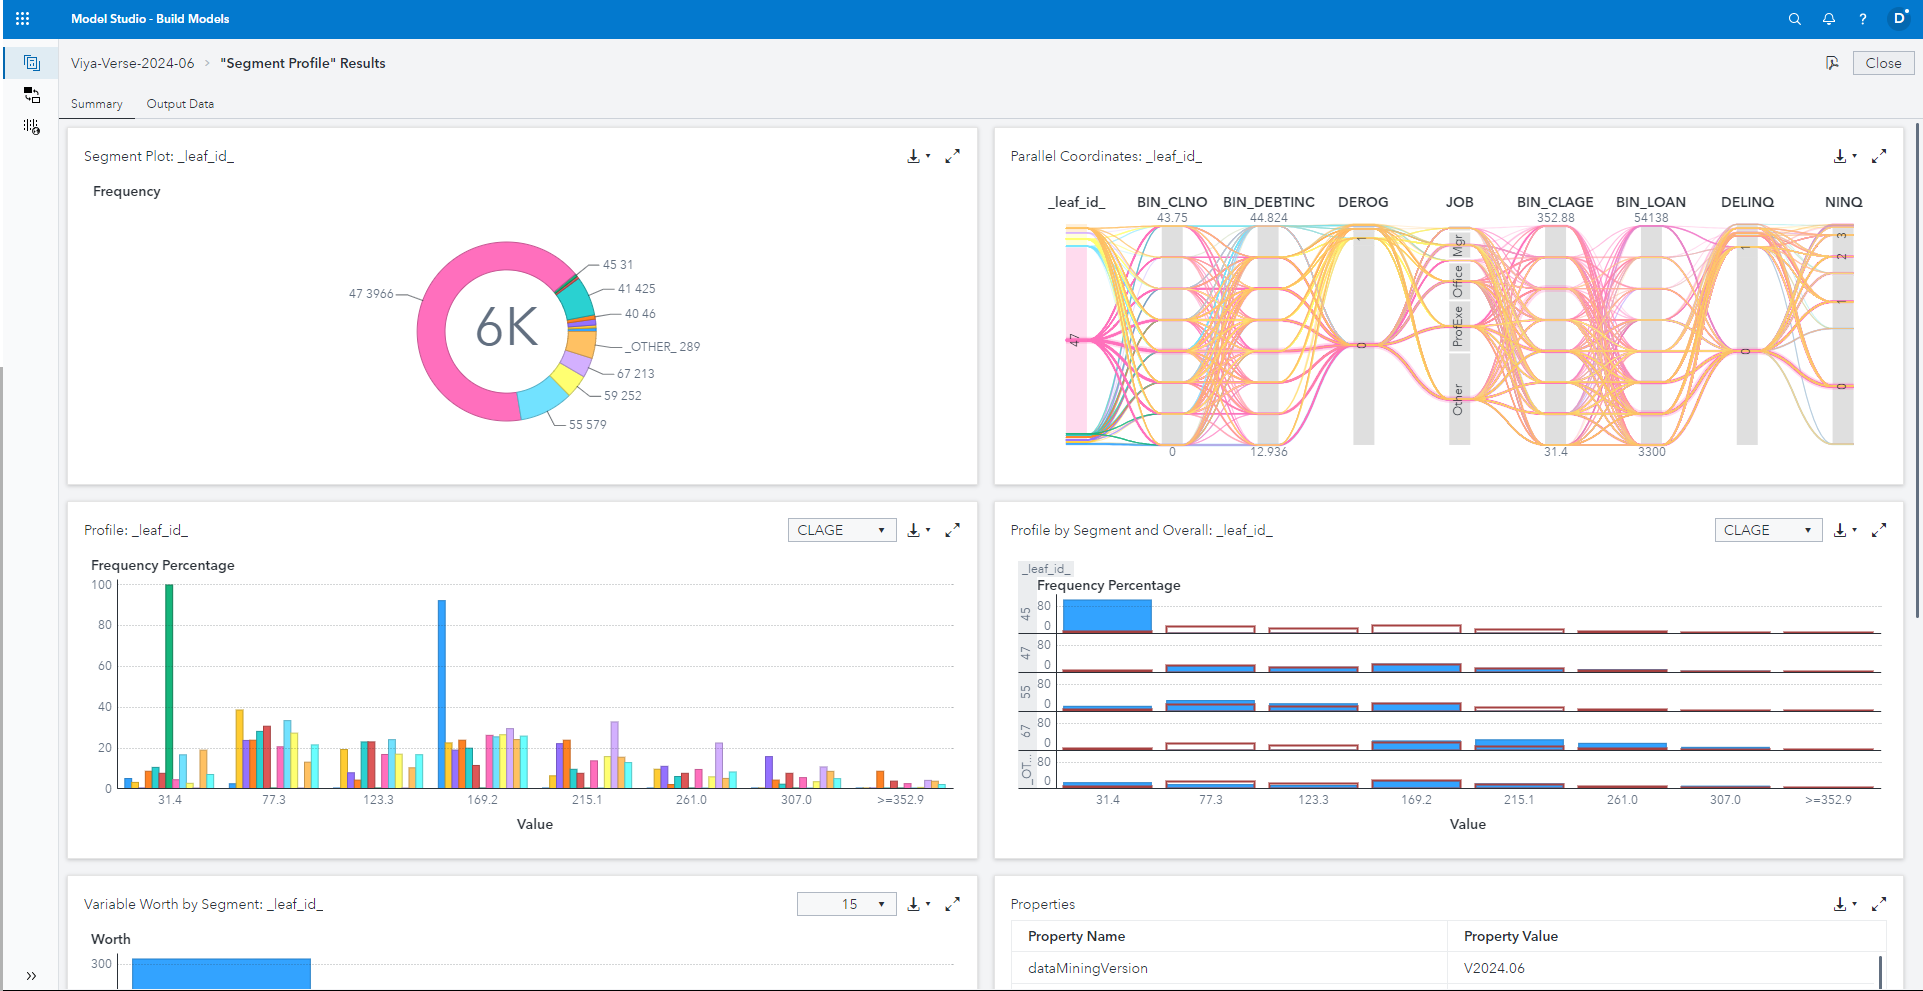 Model Studio - Build Models
?
D
Viya-Verse-2024-06
"Segment Profile" Results
Close
Summary
Output Data
Segment Plot: _leaf_id_
Frequency
45 31
41 425
47 3966
40 46
6K
_OTHER_ 289
67 213
59 252
55 579
Parallel Coordinates: _leaf_id_
_leaf_id_ BIN_CLNO BIN_DEBTINC DEROG JOB BIN_CLAGE BIN_LOAN DELINQ NINQ
43.75 44.824 352.88 54138
47
1
0
Mgr
Office
ProfExe
Other
1
0
3
2
1
0
0 12.936 31.4 3300
Profile: _leaf_id_
CLAGE
Frequency Percentage
100
80
60
40
20
0
31.4 77.3 123.3 169.2 215.1 261.0 307.0 >=352.9
Value
Profile by Segment and Overall: _leaf_id_
CLAGE
_leaf_id_
Frequency Percentage
45
80
0
47
80
0
55
80
0
67
80
0
_OT...
80
0
31.4 77.3 123.3 169.2 215.1 261.0 307.0 >=352.9
Value
Variable Worth by Segment: _leaf_id_
15
Worth
300
Properties
Property Name Property Value
dataMiningVersion V2024.06